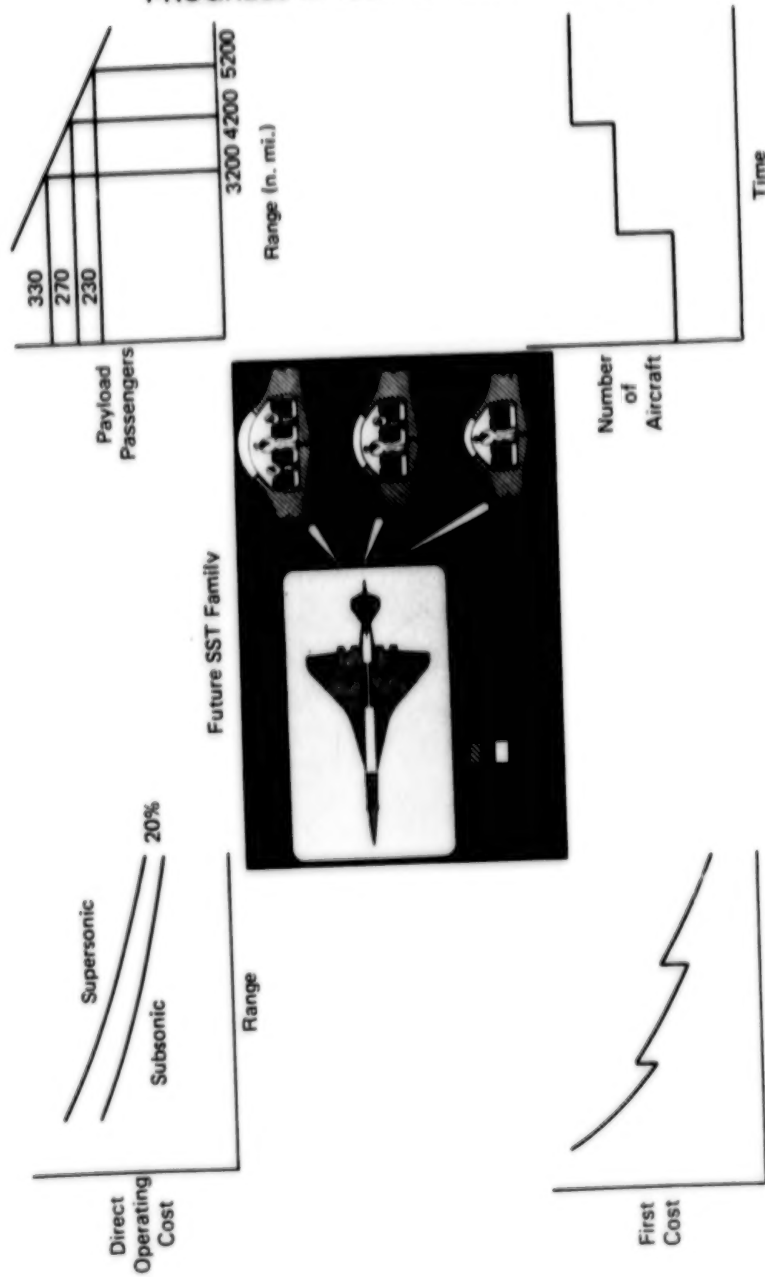 Future SST Family
Direct
Operating
Cost
Supersonic
Subsonic
20%
Range
Payload
Passengers
330
270
230
3200 4200 5200
Range (n. mi.)
First
Cost
Number
of
Aircraft
Time